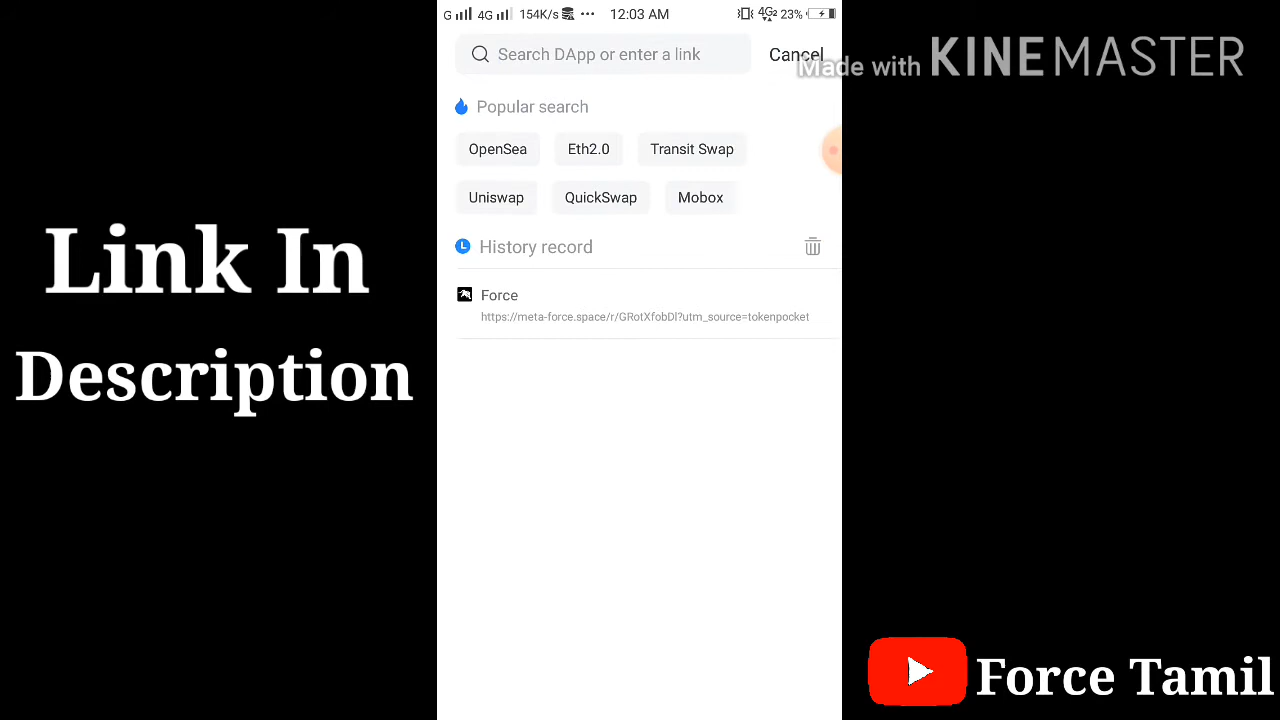 G 4G 154K/s ••• 12:03 AM 4G2 23%
Search DApp or enter a link Cancel
Made with KINEMASTER
Popular search
OpenSea Eth2.0 Transit Swap
Uniswap QuickSwap Mobox
History record
Force
https://meta-force.space/r/GRotXfobDl?utm_source=tokenpocket
Link In
Description
Force Tamil